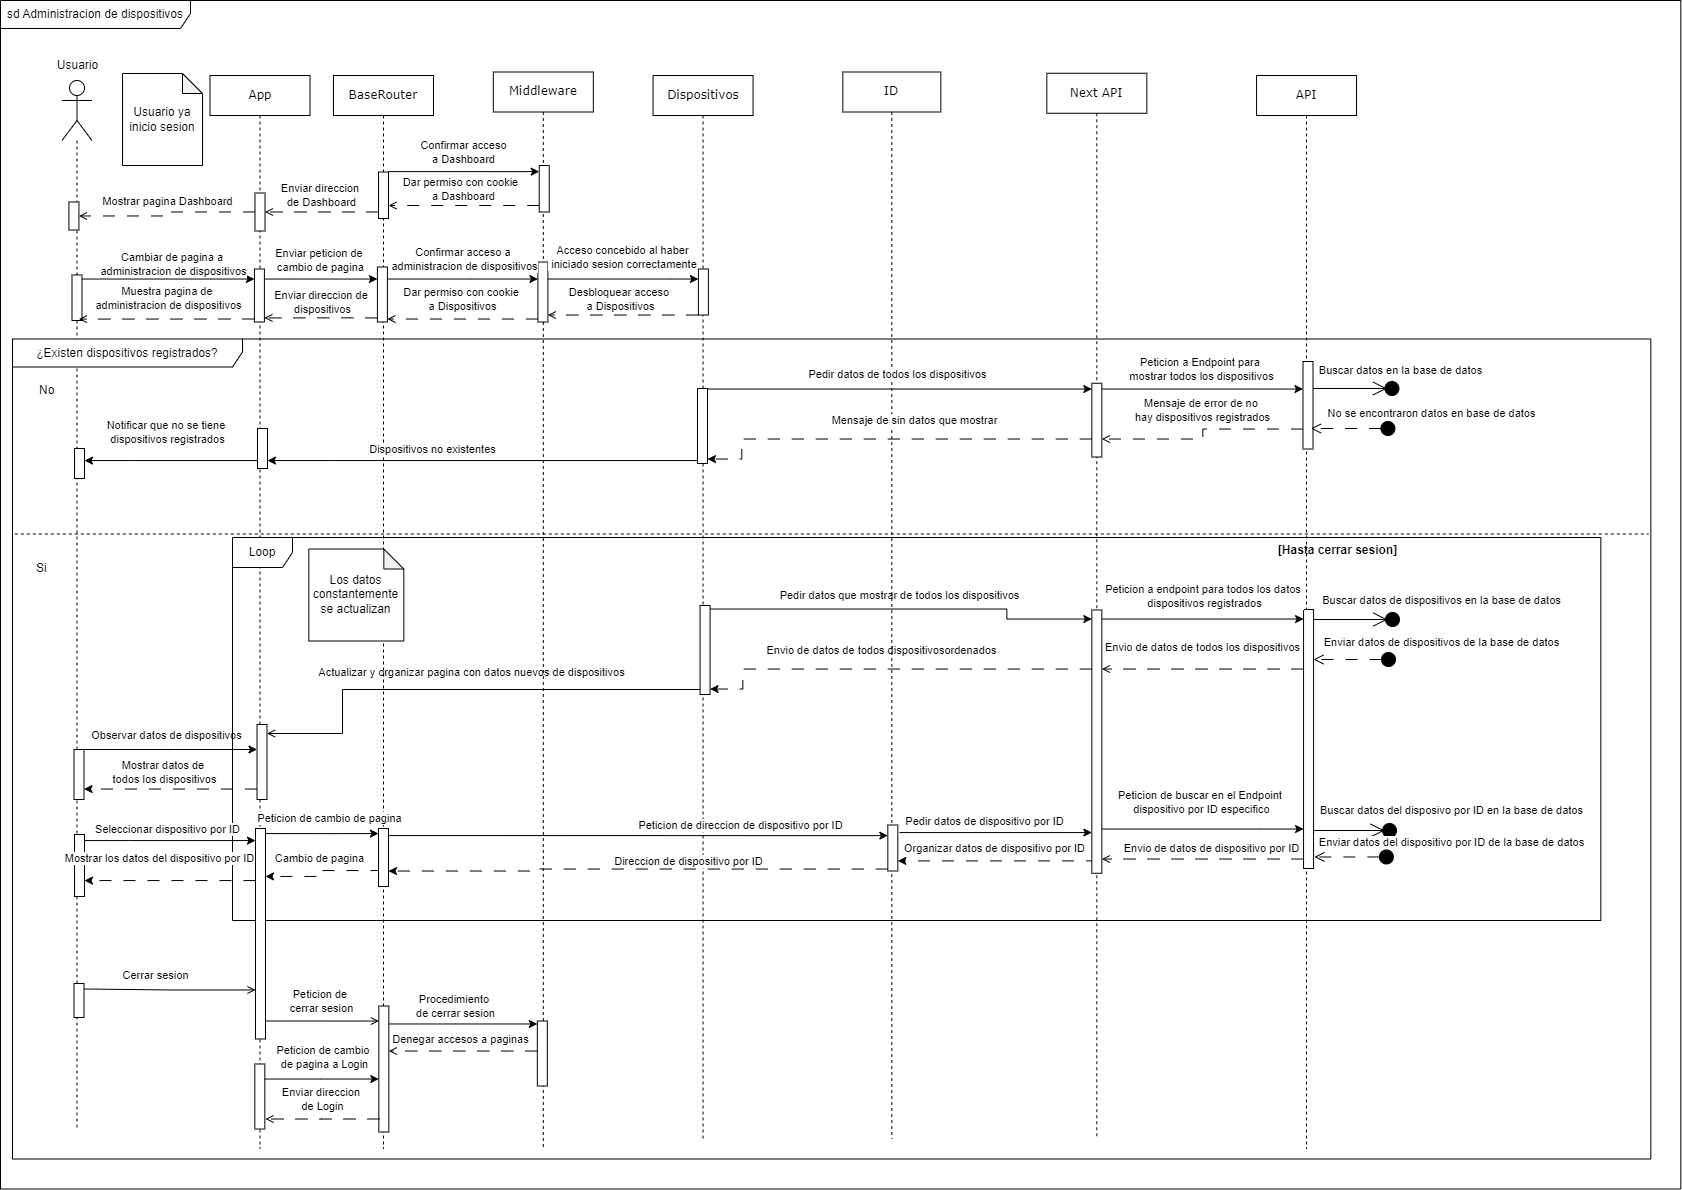 sd Administracion de dispositivos
Usuario
Usuario ya
inicio sesion
App
BaseRouter
Middleware
Dispositivos
ID
Next API
API
Confirmar acceso
a Dashboard
Dar permiso con cookie
a Dashboard
Enviar direccion
de Dashboard
Mostrar pagina Dashboard
Cambiar de pagina a
administracion de dispositivos
Enviar peticion de
cambio de pagina
Confirmar acceso a
administracion de dispositivos
Acceso concebido al haber
iniciado sesion correctamente
Muestra pagina de
administracion de dispositivos
Enviar direccion de
dispositivos
Dar permiso con cookie
a Dispositivos
Desbloquear acceso
a Dispositivos
¿Existen dispositivos registrados?
No
Pedir datos de todos los dispositivos
Peticion a Endpoint para
mostrar todos los dispositivos
Buscar datos en la base de datos
Mensaje de error de no
hay dispositivos registrados
No se encontraron datos en base de datos
Mensaje de sin datos que mostrar
Notificar que no se tiene
dispositivos registrados
Dispositivos no existentes
Si
Loop
[Hasta cerrar sesion]
Los datos
constantemente
se actualizan
Pedir datos que mostrar de todos los dispositivos
Peticion a endpoint para todos los datos
dispositivos registrados
Buscar datos de dispositivos en la base de datos
Envio de datos de todos dispositivosordenados
Envio de datos de todos los dispositivos
Enviar datos de dispositivos de la base de datos
Actualizar y organizar pagina con datos nuevos de dispositivos
Observar datos de dispositivos
Mostrar datos de
todos los dispositivos
Peticion de buscar en el Endpoint
dispositivo por ID especifico
Buscar datos del disposivo por ID en la base de datos
Seleccionar dispositivo por ID
Peticion de cambio de pagina
Peticion de direccion de dispositivo por ID
Pedir datos de dispositivo por ID
Mostrar los datos del dispositivo por ID
Cambio de pagina
Direccion de dispositivo por ID
Organizar datos de dispositivo por ID
Envio de datos de dispositivo por ID
Enviar datos del dispositivo por ID de la base de datos
Cerrar sesion
Peticion de
cerrar sesion
Procedimiento
de cerrar sesion
Denegar accesos a paginas
Peticion de cambio
de pagina a Login
Enviar direccion
de Login